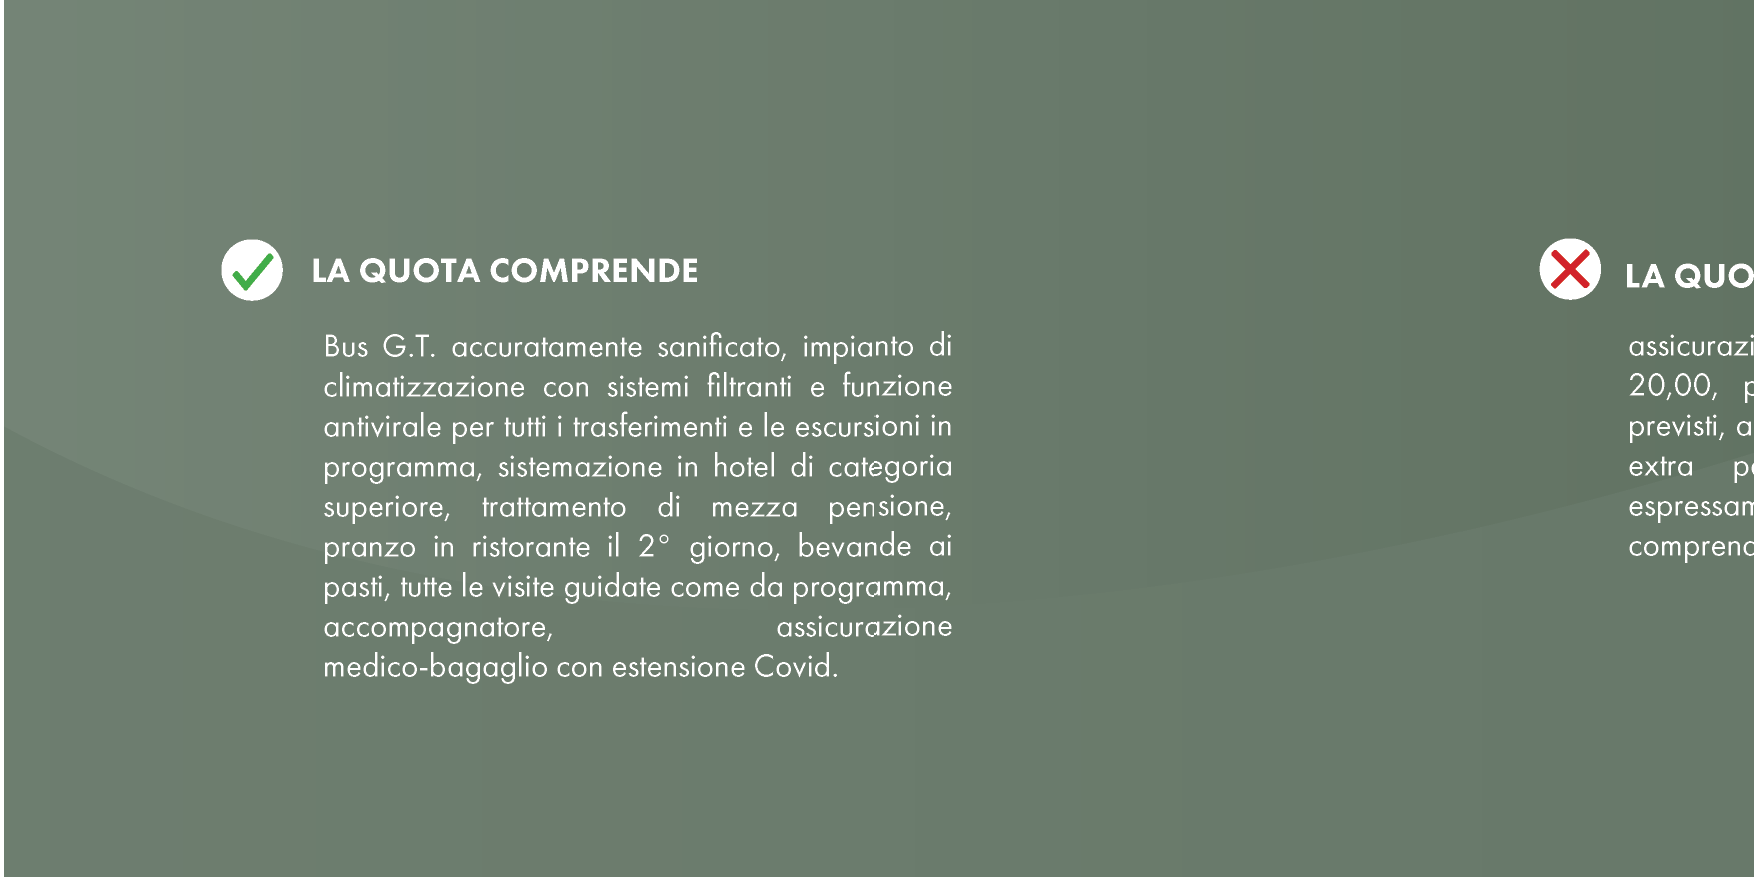 LA QUOTA COMPRENDE
Bus G.T. accuratamente sanificato, impianto di
climatizzazione con sistemi filtranti e funzione
antivirale per tutti i trasferimenti e le escursioni in
programma, sistemazione in hotel di categoria
superiore, trattamento di mezza pensione,
pranzo in ristorante il 2° giorno, bevande ai
pasti, tutte le visite guidate come da programma,
accompagnatore, assicurazione
medico-bagaglio con estensione Covid.
LA
20,00,
previsti,
extra